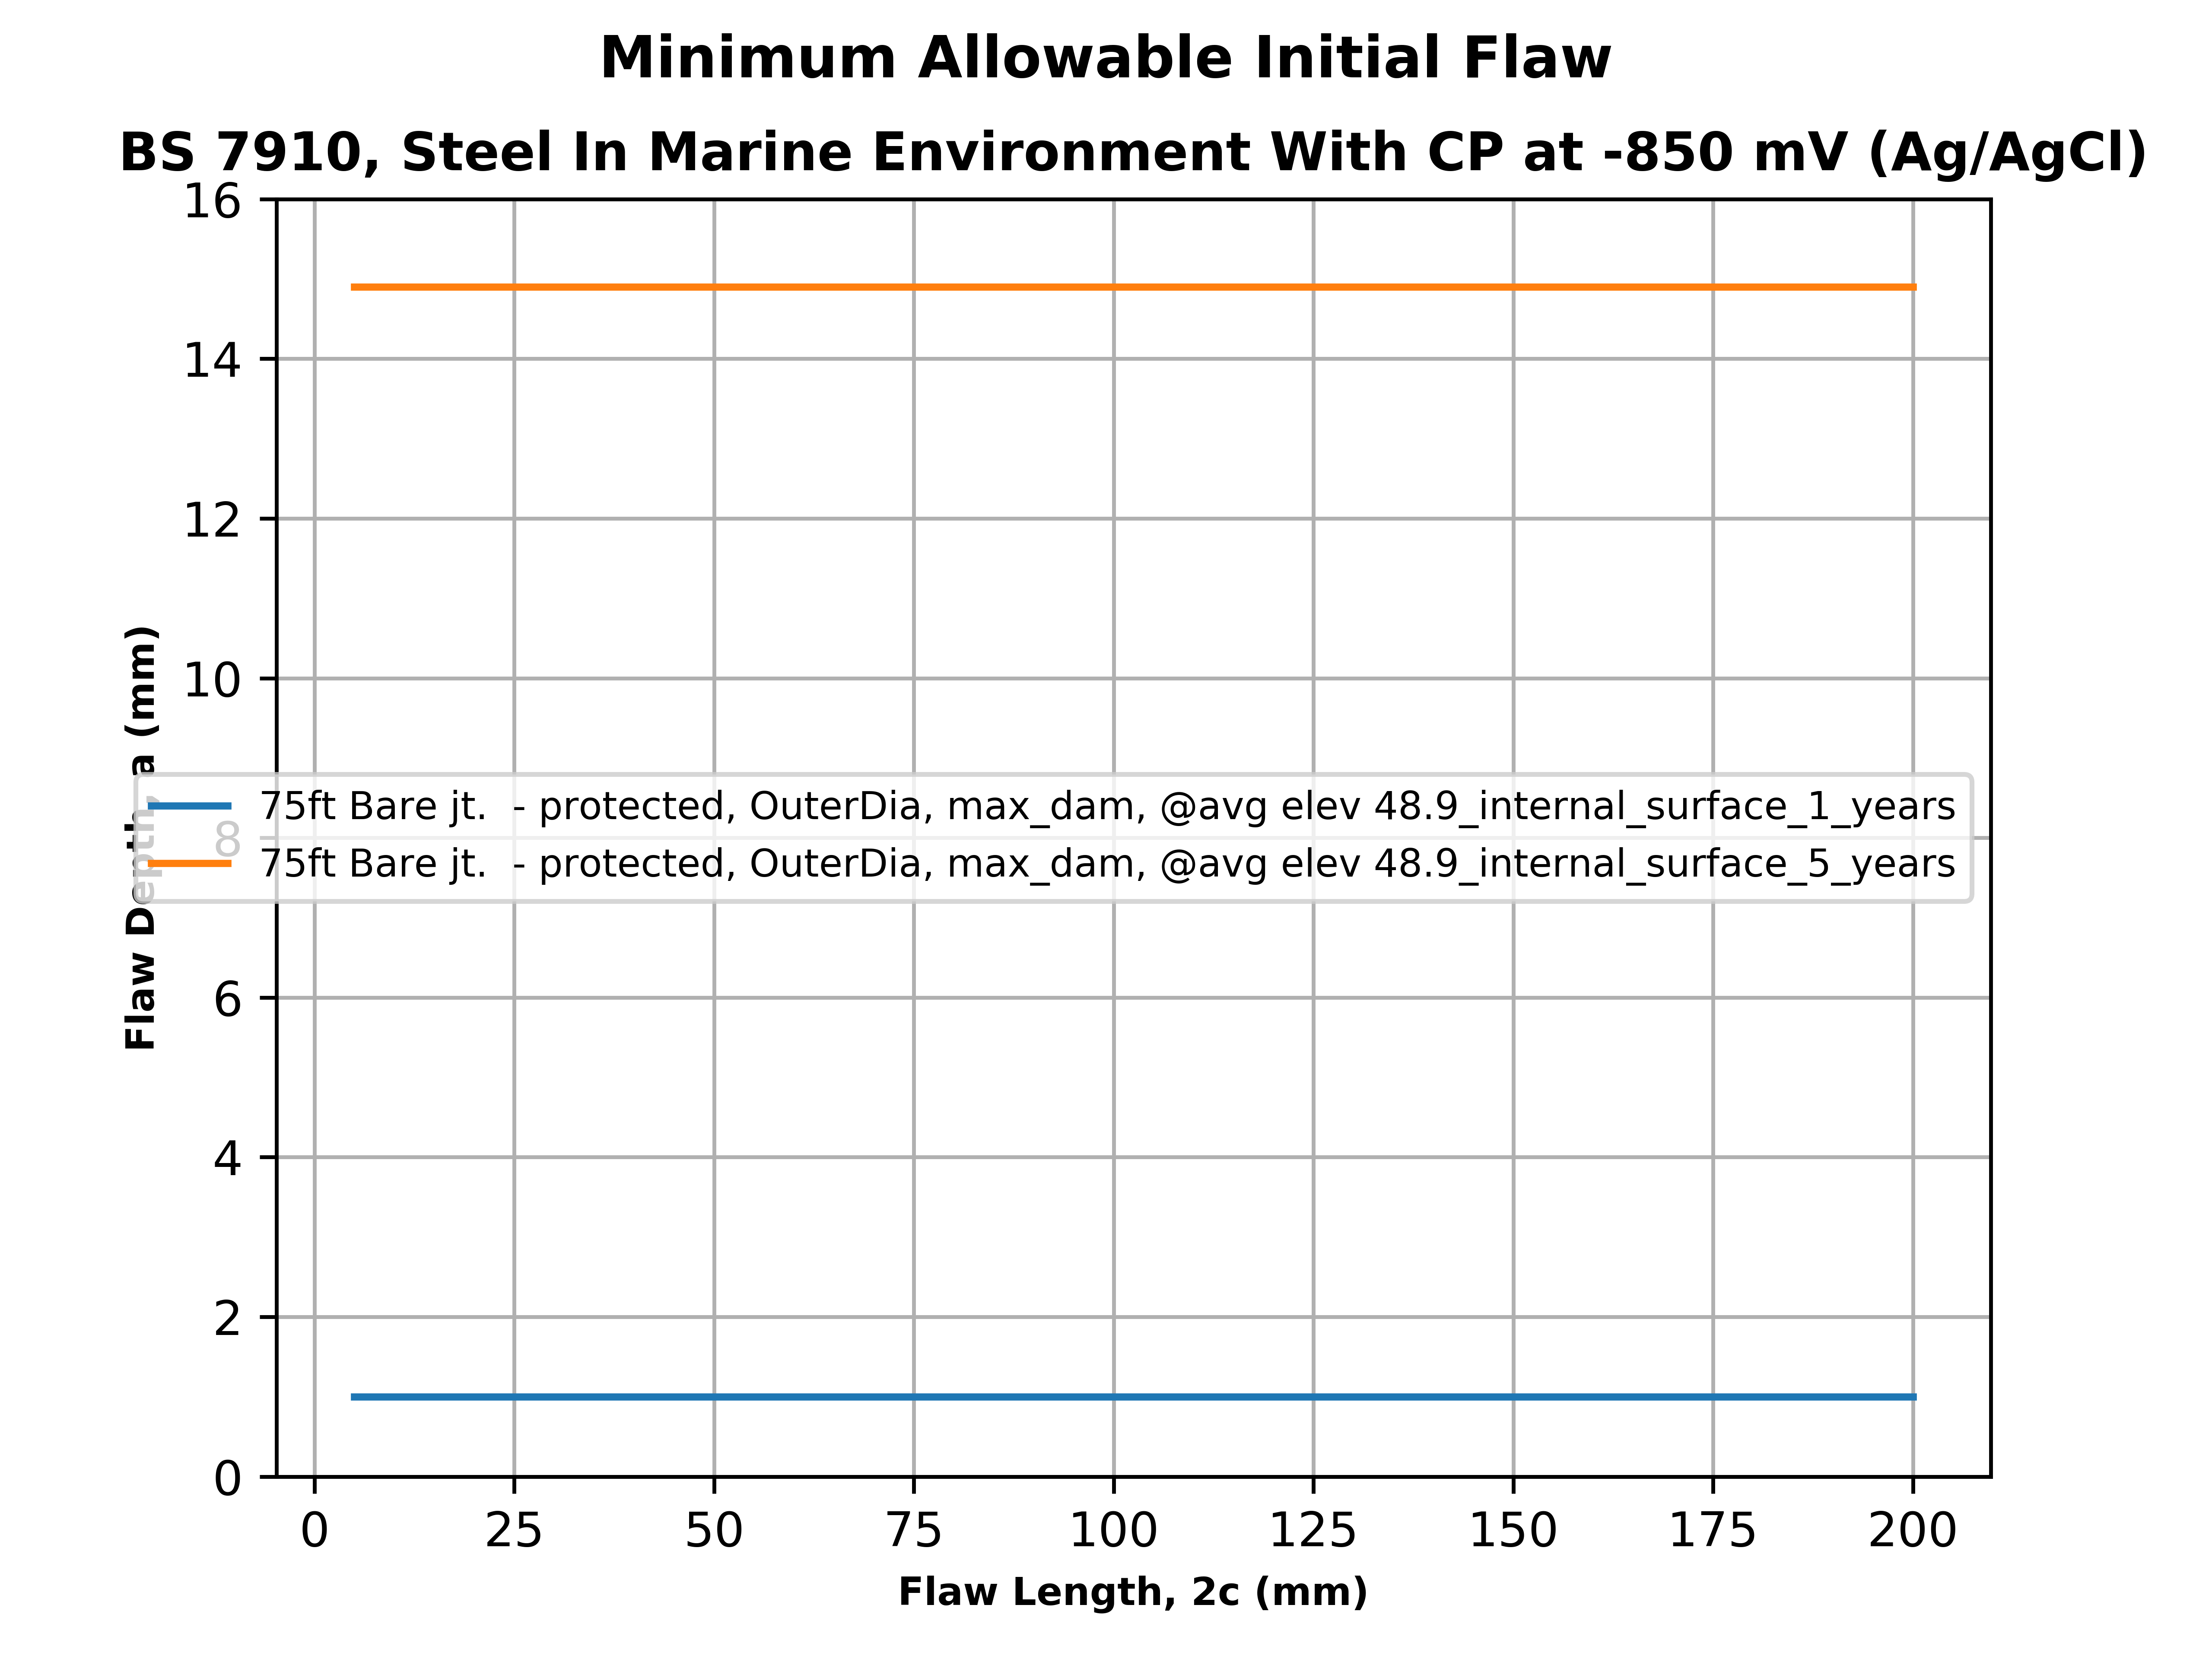 Minimum Allowable Initial Flaw
BS 7910, Steel In Marine Environment With CP at -850 mV (Ag/AgCl)
16
14
12
10
8
6
4
2
0
Flaw Depth, a (mm)
75ft Bare jt.  - protected, OuterDia, max_dam, @avg elev 48.9_internal_surface_1_years
75ft Bare jt.  - protected, OuterDia, max_dam, @avg elev 48.9_internal_surface_5_years
0 25 50 75 100 125 150 175 200
Flaw Length, 2c (mm)